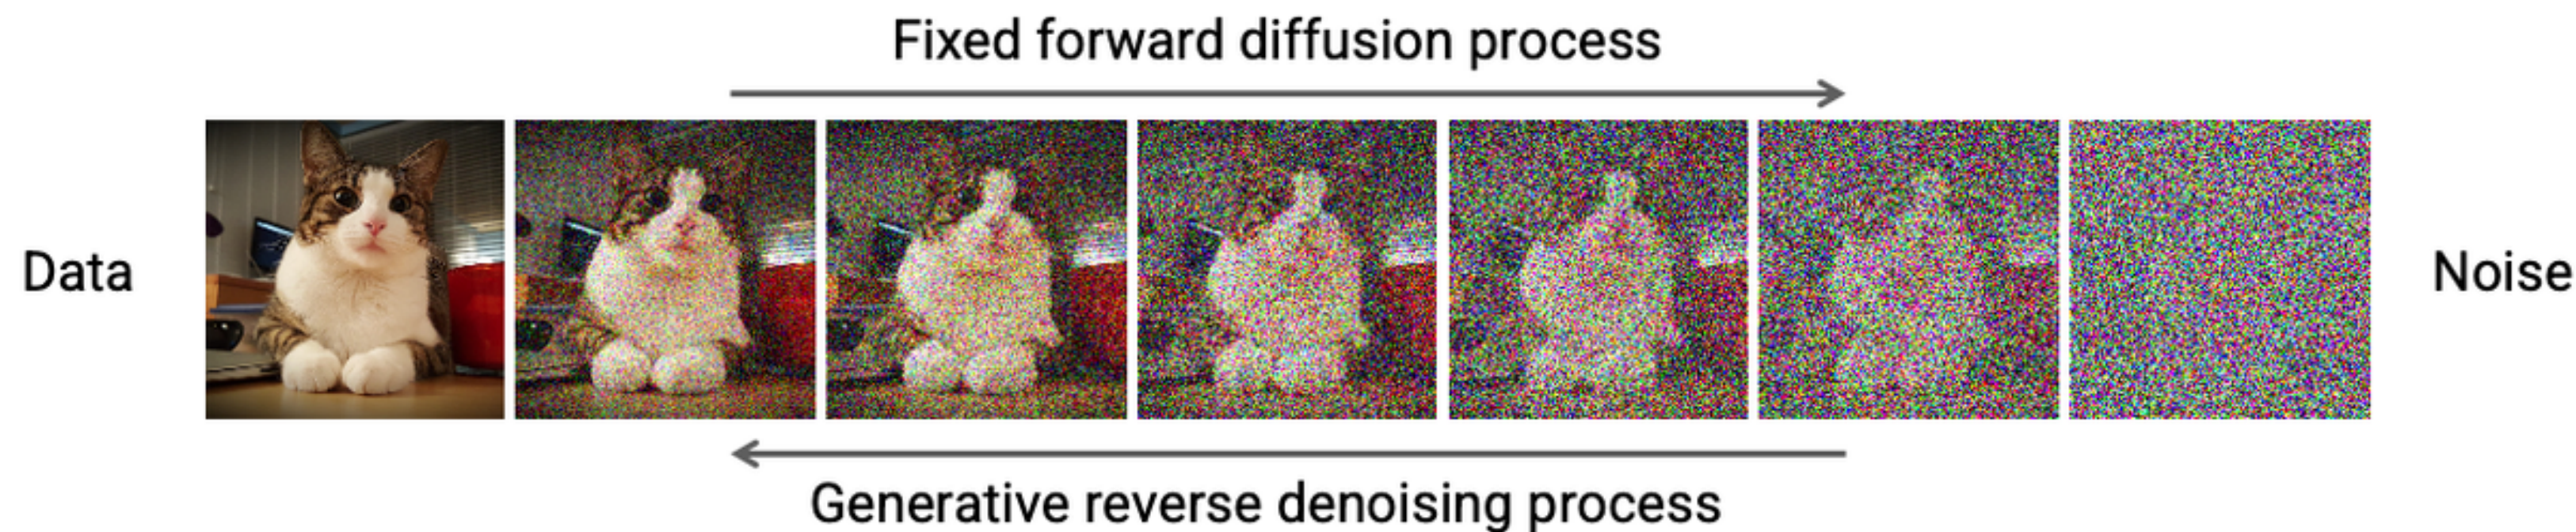 Fixed forward diffusion process
Data
Noise
Generative reverse denoising process